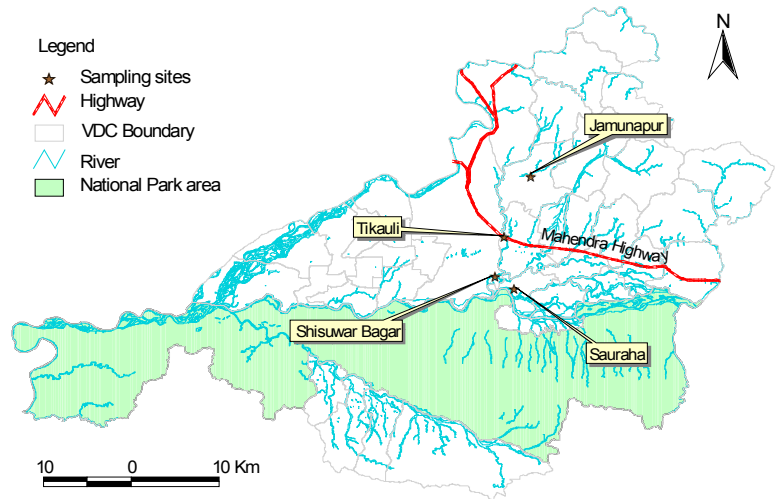 Legend
Sampling sites
Highway
VDC Boundary
River
National Park area
N
Jamunapur
Tikauli
Mahendra Highway
Shisuwar Bagar
Sauraha
10 0 10 Km